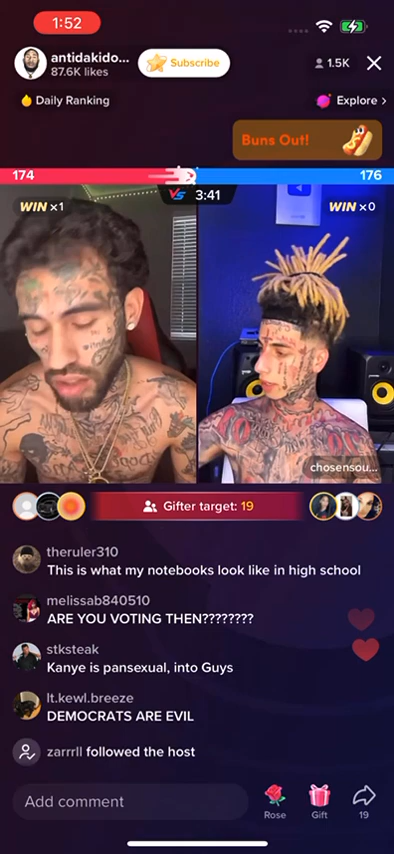 1:52
antidakido...
87.6K likes
Subscribe
1.5K
Daily Ranking
Explore >
Buns Out!
174
176
VS 3:41
WIN x1
WIN x0
chosensou...
Gifter target: 19
theruler310
This is what my notebooks look like in high school
melissab840510
ARE YOU VOTING THEN????????
stksteak
Kanye is pansexual, into Guys
lt.kewl.breeze
DEMOCRATS ARE EVIL
zarrrll followed the host
Add comment
Rose
Gift
19